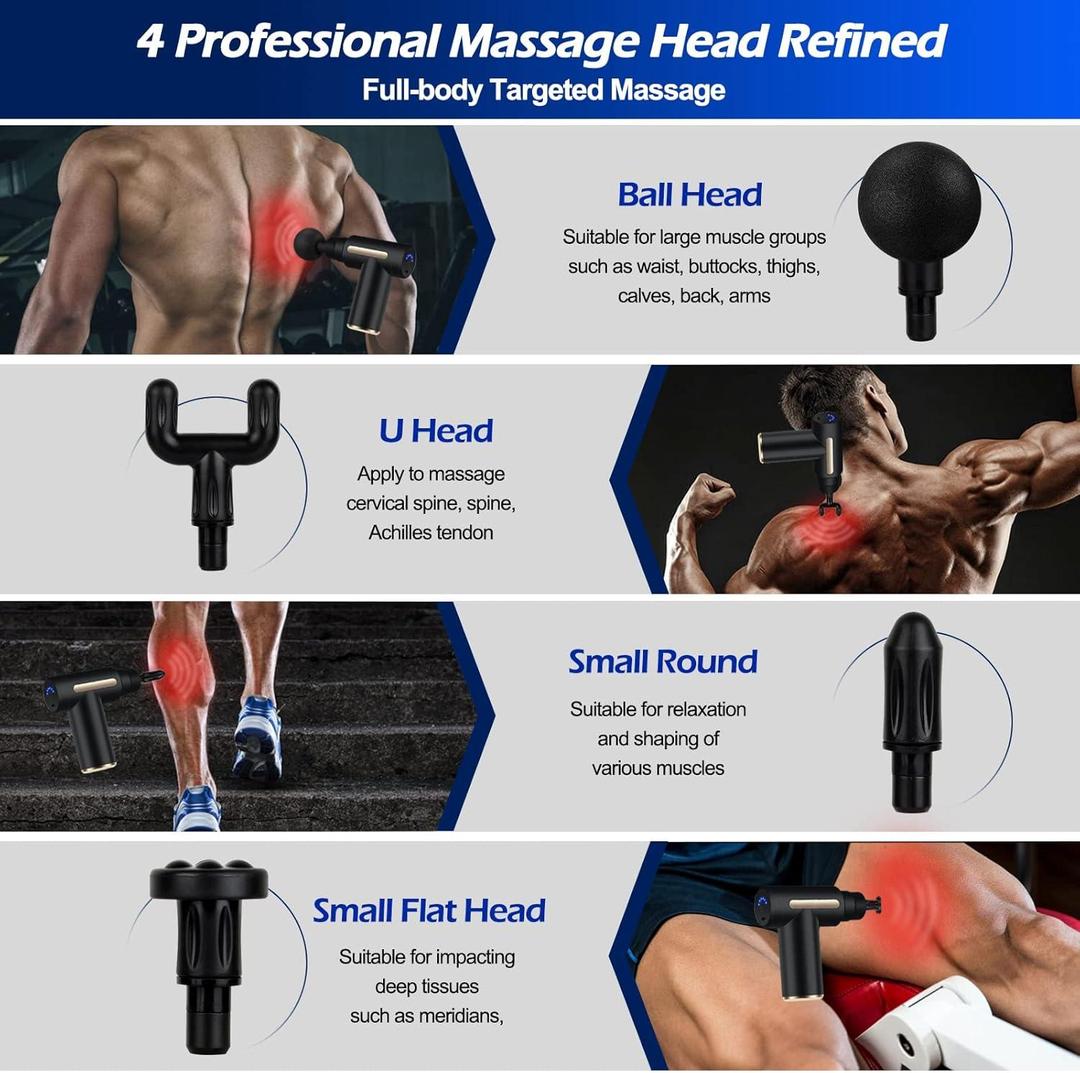 4 Professional Massage Head Refined
Full-body Targeted Massage
Ball Head
Suitable for large muscle groups
such as waist, buttocks, thighs,
calves, back, arms
U Head
Apply to massage
cervical spine, spine,
Achilles tendon
Small Round
Suitable for relaxation
and shaping of
various muscles
Small Flat Head
Suitable for impacting
deep tissues
such as meridians,